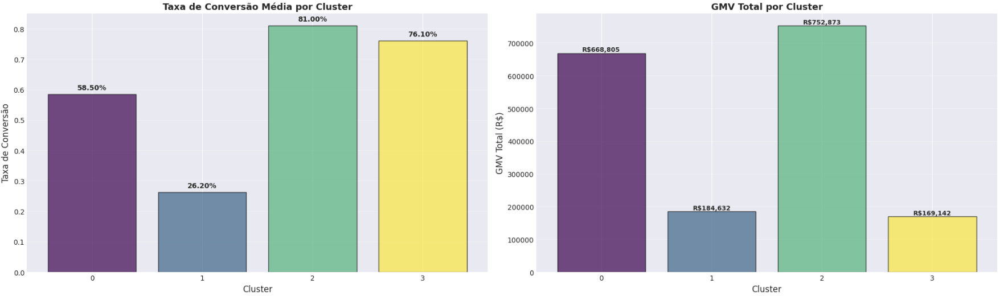 Taxa de Conversão Média por Cluster
Taxa de Conversão
0.8
0.7
0.6
0.5
0.4
0.3
0.2
0.1
0.0
58.50%
26.20%
81.00%
76.10%
0
1
2
3
Cluster
GMV Total por Cluster
GMV Total (R$)
700000
600000
500000
400000
300000
200000
100000
0
R$668,805
R$184,632
R$752,873
R$169,142
0
1
2
3
Cluster